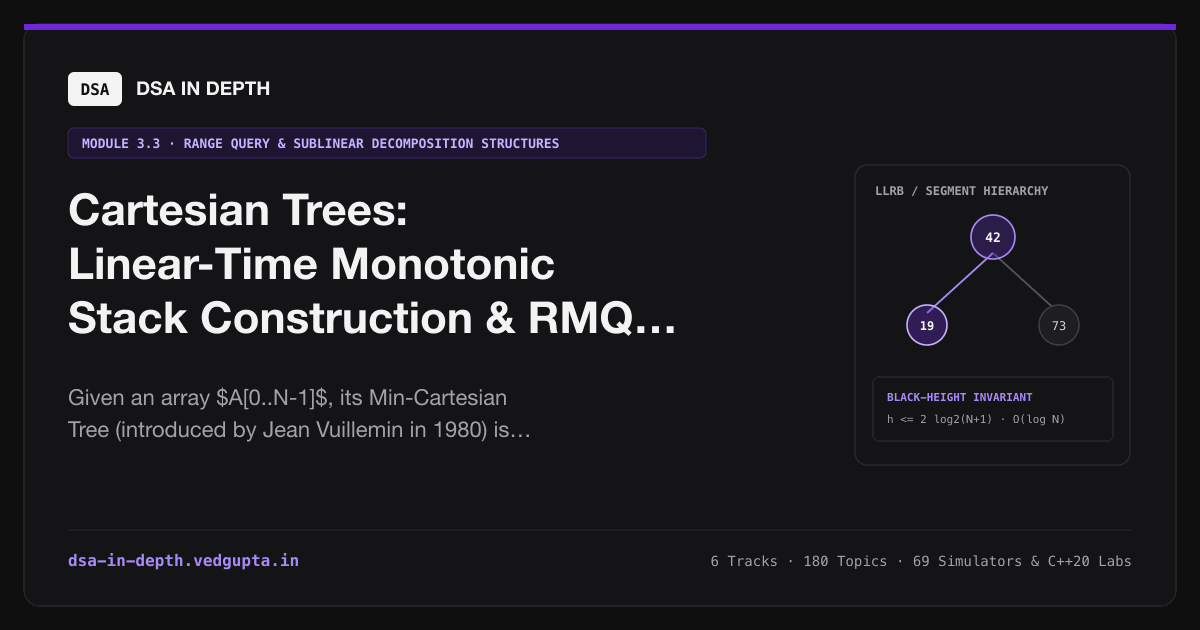 DSA
DSA IN DEPTH
MODULE 3.3 · RANGE QUERY & SUBLINEAR DECOMPOSITION STRUCTURES
Cartesian Trees:
Linear-Time Monotonic
Stack Construction & RMQ...
Given an array $A[0..N-1]$, its Min-Cartesian
Tree (introduced by Jean Vuillemin in 1980) is...
LLRB / SEGMENT HIERARCHY
42
19
73
BLACK-HEIGHT INVARIANT
h <= 2 log2(N+1) · O(log N)
dsa-in-depth.vedgupta.in
6 Tracks · 180 Topics · 69 Simulators & C++20 Labs